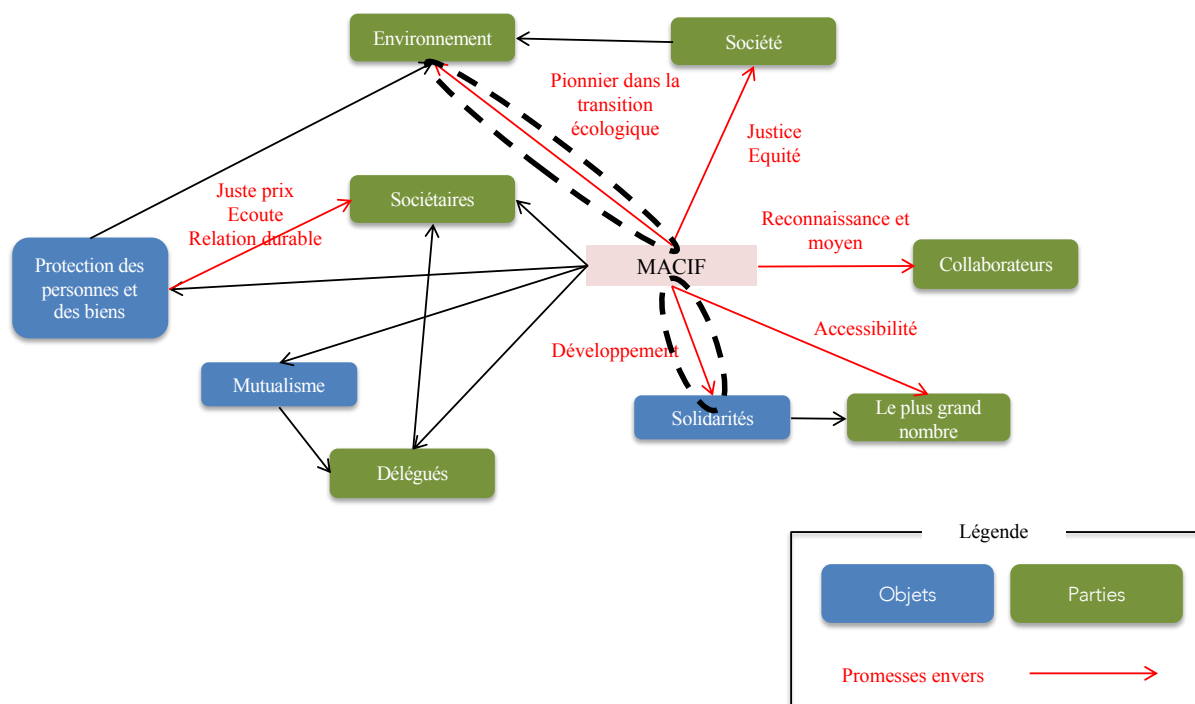 Environnement
Société
Pionnier dans la
transition
écologique
Justice
Equité
Juste prix
Ecoute
Relation durable
Sociétaires
Reconnaissance et
moyen
Protection des
personnes et
des biens
MACIF
Collaborateurs
Accessibilité
Développement
Mutualisme
Solidarités
Le plus grand
nombre
Délégués
Légende
Objets
Parties
Promesses envers